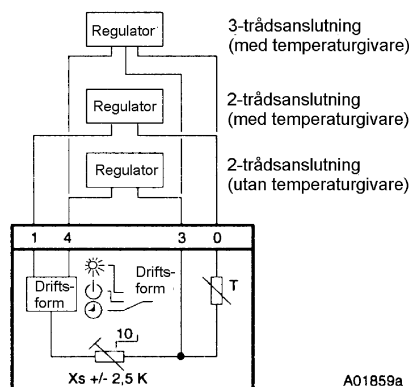 Regulator
3-trådsanslutning
(med temperaturgivare)
Regulator
2-trådsanslutning
(med temperaturgivare)
Regulator
2-trådsanslutning
(utan temperaturgivare)
1 4 3 0
Drifts-
form
Drifts-
form
T
10
Xs +/- 2,5 K
A01859a